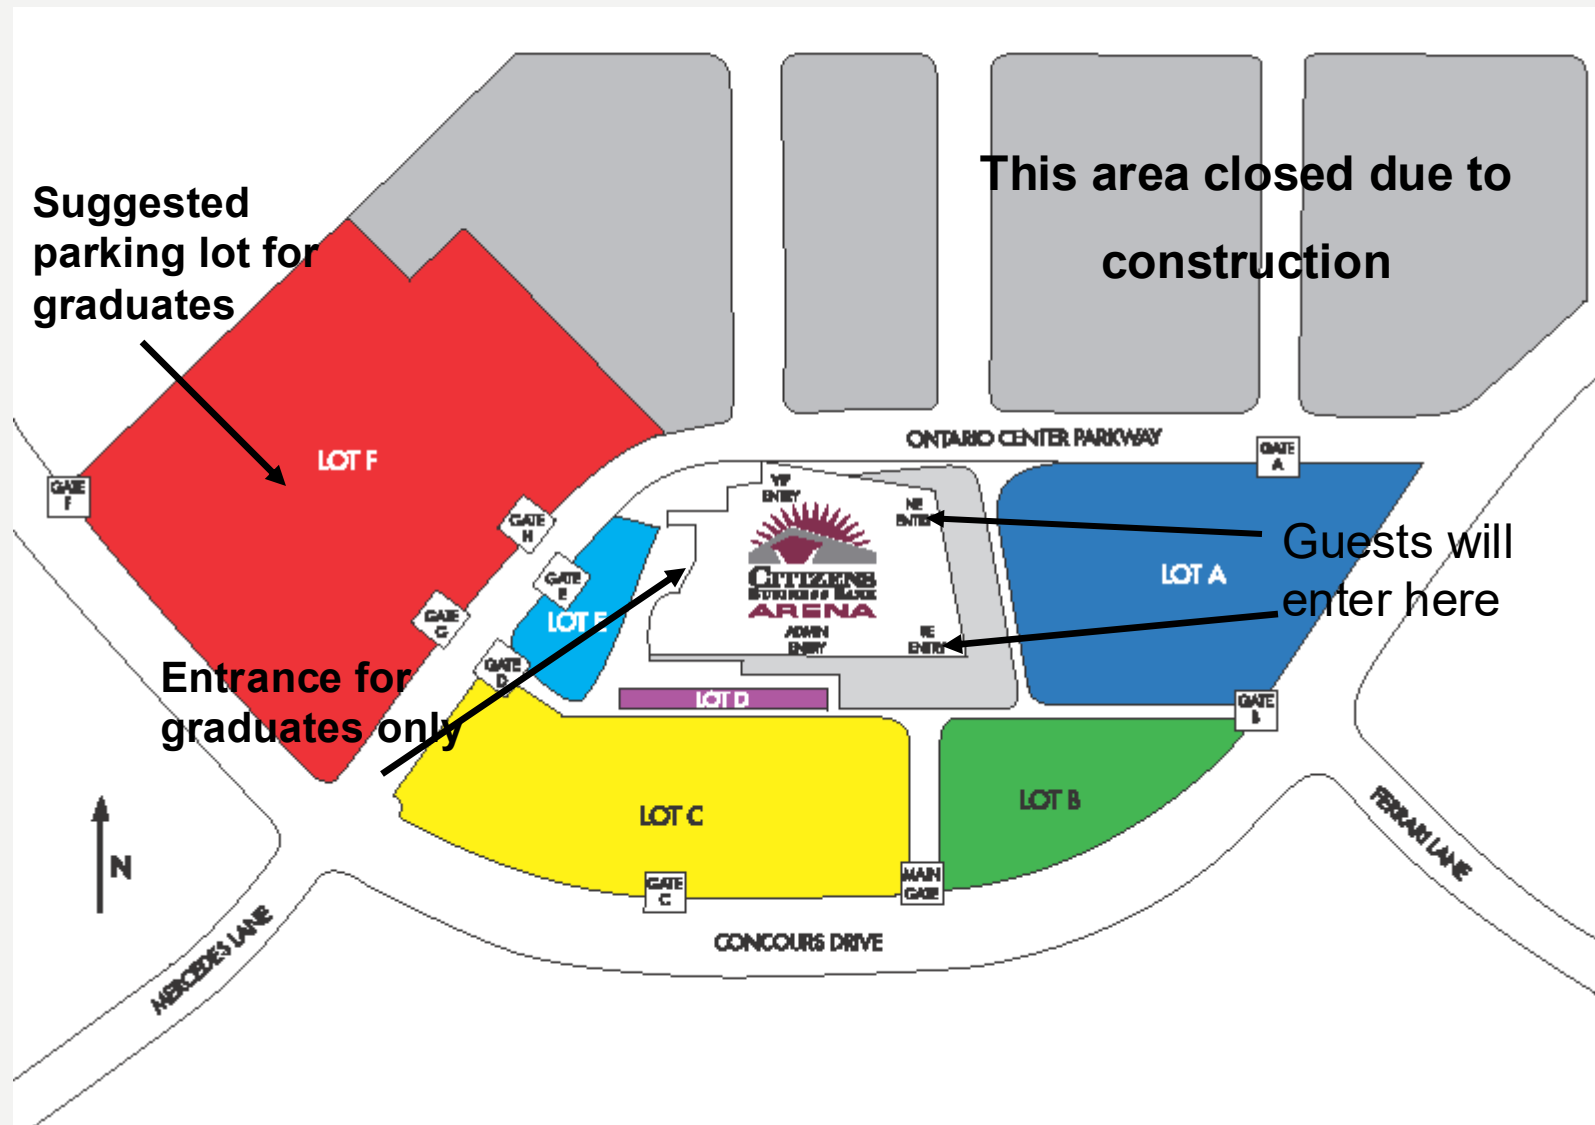 This area closed due to
construction
Suggested
parking lot for
graduates
LOT F
ONTARIO CENTER PARKWAY
GATE
A
GATE
F
VIP
ENTRY
NE
ENTRY
GATE
H
Guests will
enter here
LOT A
GATE
E
CITIZENS
BUSINESS BANK
ARENA
GATE
G
LOT E
ADMIN
ENTRY
SE
ENTRY
GATE
D
Entrance for
graduates only
LOT D
GATE
B
LOT C
LOT B
FERRARI LANE
N
GATE
C
MAIN
GATE
MERCEDES LANE
CONCOURS DRIVE